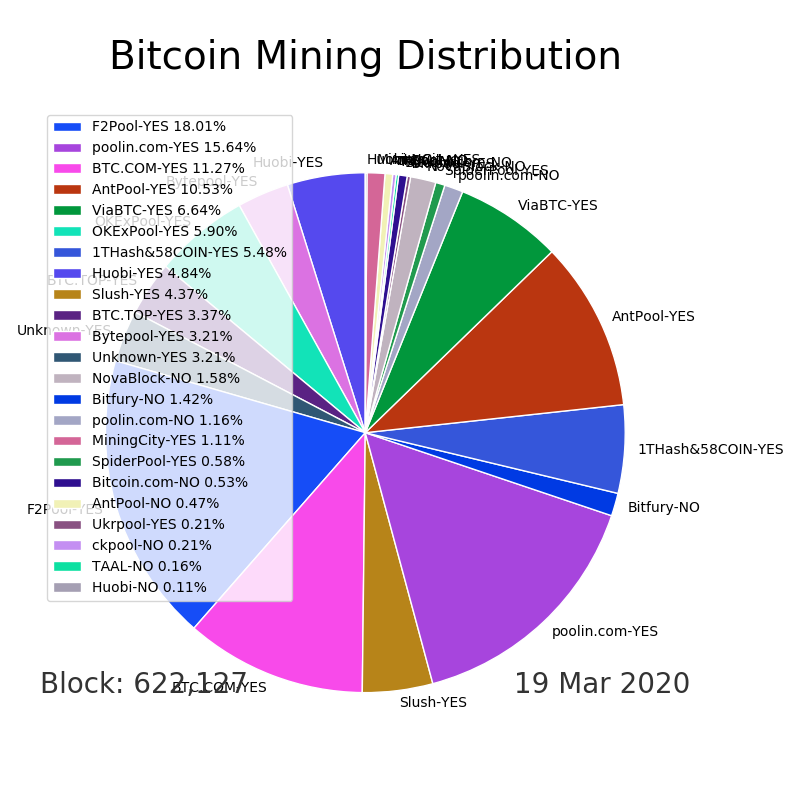 Bitcoin Mining Distribution
F2Pool-YES 18.01%
poolin.com-YES 15.64%
BTC.COM-YES 11.27%
AntPool-YES 10.53%
ViaBTC-YES 6.64%
OKExPool-YES 5.90%
1THash&58COIN-YES 5.48%
Huobi-YES 4.84%
Slush-YES 4.37%
BTC.TOP-YES 3.37%
Bytepool-YES 3.21%
Unknown-YES 3.21%
NovaBlock-NO 1.58%
Bitfury-NO 1.42%
poolin.com-NO 1.16%
MiningCity-YES 1.11%
SpiderPool-YES 0.58%
Bitcoin.com-NO 0.53%
AntPool-NO 0.47%
Ukrpool-YES 0.21%
ckpool-NO 0.21%
TAAL-NO 0.16%
Huobi-NO 0.11%
Huobi-YES
Bytepool-YES
OKExPool-YES
BTC.TOP-YES
Unknown-YES
F2Pool-YES
BTC.COM-YES
Slush-YES
poolin.com-YES
Bitfury-NO
1THash&58COIN-YES
AntPool-YES
ViaBTC-YES
poolin.com-NO
SpiderPool-YES
Block: 622,127
19 Mar 2020